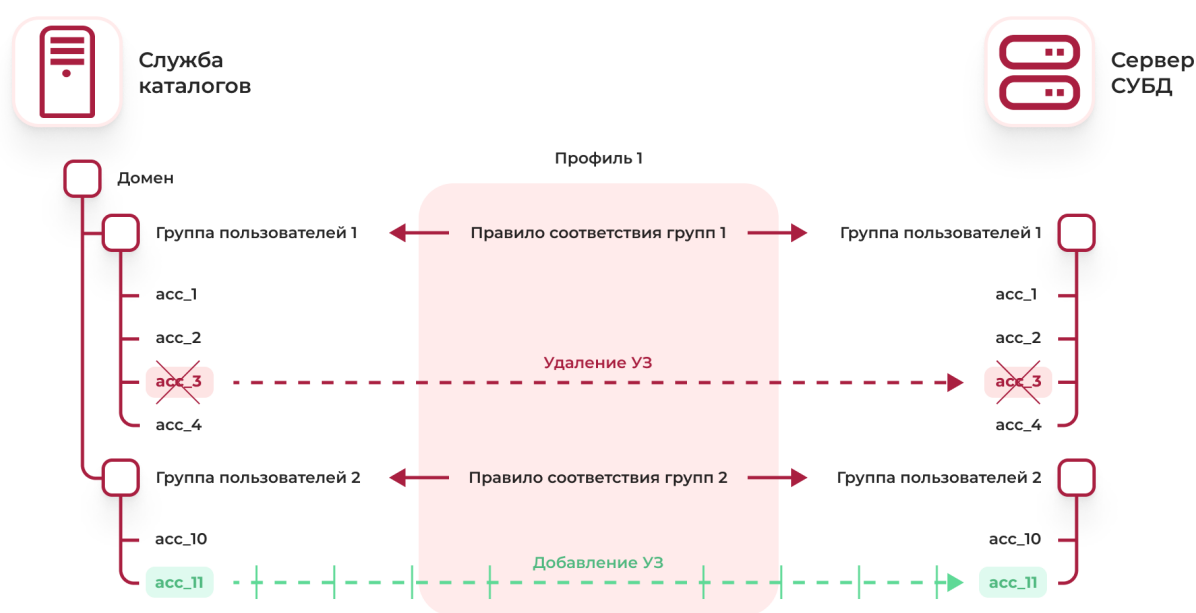 Служба
каталогов
Сервер
СУБД
Профиль 1
Домен
Группа пользователей 1
Правило соответствия групп 1
Группа пользователей 1
acc_1
acc_1
acc_2
acc_2
Удаление УЗ
acc_3
acc_3
acc_4
acc_4
Группа пользователей 2
Правило соответствия групп 2
Группа пользователей 2
acc_10
acc_10
Добавление УЗ
acc_11
acc_11